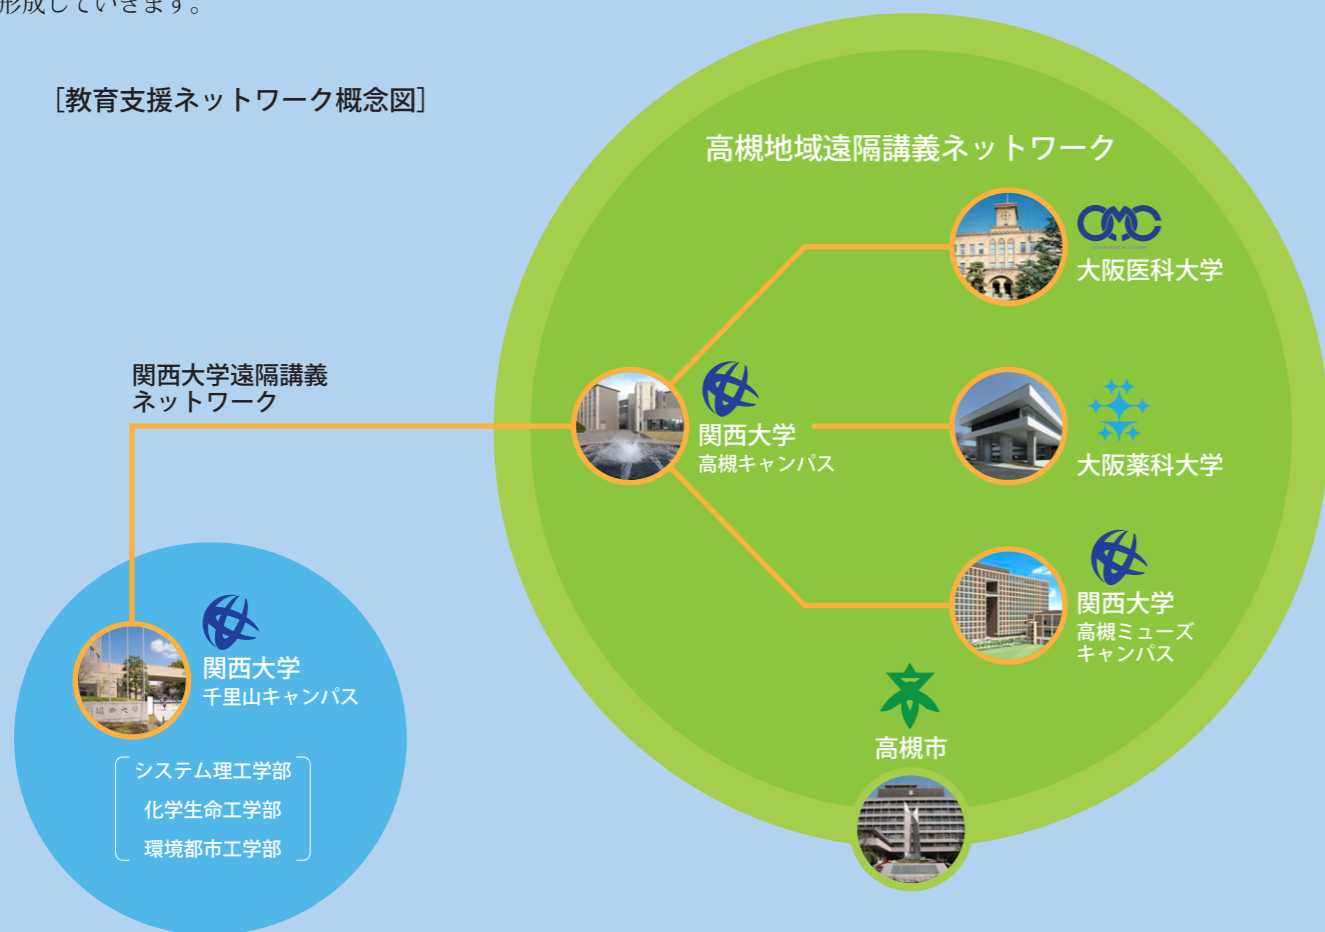 形成していきます。
［教育支援ネットワーク概念図］
高槻地域遠隔講義ネットワーク
大阪医科大学
関西大学遠隔講義
ネットワーク
関西大学
高槻キャンパス
大阪薬科大学
関西大学
高槻ミューズ
キャンパス
関西大学
千里山キャンパス
関西大学
高槻市
システム理工学部
化学生命工学部
環境都市工学部